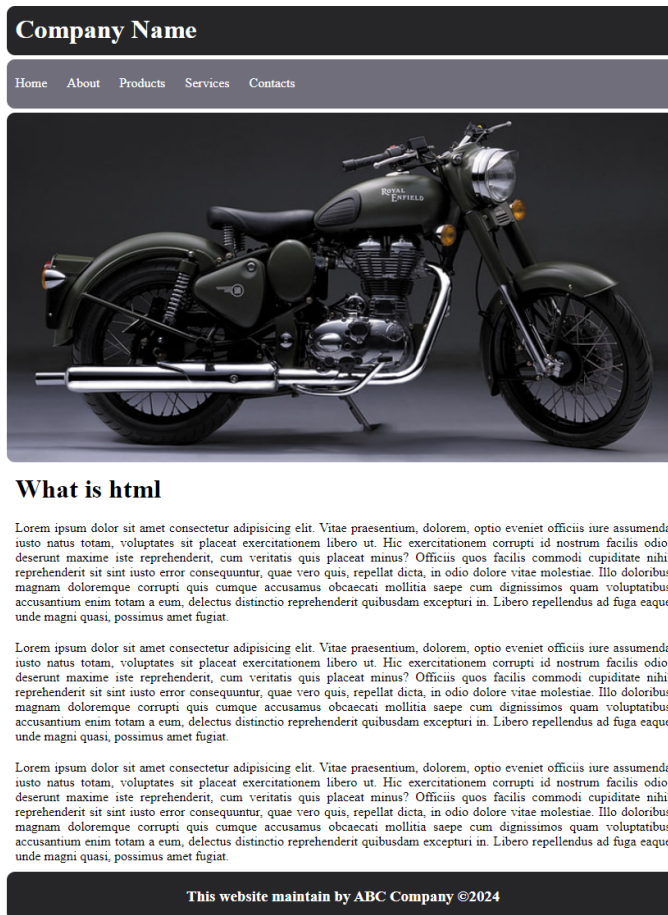 Company Name
Home About Products Services Contacts
ROYAL
ENFIELD
What is html
Lorem ipsum dolor sit amet consectetur adipisicing elit. Vitae praesentium, dolorem, optio eveniet officiis iure assumenda
iusto natus totam, voluptates sit placeat exercitationem libero ut. Hic exercitationem corrupti id nostrum facilis odio
deserunt maxime iste reprehenderit, cum veritatis quis placeat minus? Officiis quos facilis commodi cupiditate nihi
reprehenderit sit sint iusto error consequuntur, quae vero quis, repellat dicta, in odio dolore vitae molestiae. Illo doloribus
magnam doloremque corrupti quis cumque accusamus obcaecati mollitia saepe cum dignissimos quam voluptatibus
accusantium enim totam a eum, delectus distinctio reprehenderit quibusdam excepturi in. Libero repellendus ad fuga eaque
unde magni quasi, possimus amet fugiat.
Lorem ipsum dolor sit amet consectetur adipisicing elit. Vitae praesentium, dolorem, optio eveniet officiis iure assumenda
iusto natus totam, voluptates sit placeat exercitationem libero ut. Hic exercitationem corrupti id nostrum facilis odio
deserunt maxime iste reprehenderit, cum veritatis quis placeat minus? Officiis quos facilis commodi cupiditate nihi
reprehenderit sit sint iusto error consequuntur, quae vero quis, repellat dicta, in odio dolore vitae molestiae. Illo doloribus
magnam doloremque corrupti quis cumque accusamus obcaecati mollitia saepe cum dignissimos quam voluptatibus
accusantium enim totam a eum, delectus distinctio reprehenderit quibusdam excepturi in. Libero repellendus ad fuga eaque
unde magni quasi, possimus amet fugiat.
Lorem ipsum dolor sit amet consectetur adipisicing elit. Vitae praesentium, dolorem, optio eveniet officiis iure assumenda
iusto natus totam, voluptates sit placeat exercitationem libero ut. Hic exercitationem corrupti id nostrum facilis odio
deserunt maxime iste reprehenderit, cum veritatis quis placeat minus? Officiis quos facilis commodi cupiditate nihi
reprehenderit sit sint iusto error consequuntur, quae vero quis, repellat dicta, in odio dolore vitae molestiae. Illo doloribus
magnam doloremque corrupti quis cumque accusamus obcaecati mollitia saepe cum dignissimos quam voluptatibus
accusantium enim totam a eum, delectus distinctio reprehenderit quibusdam excepturi in. Libero repellendus ad fuga eaque
unde magni quasi, possimus amet fugiat.
This website maintain by ABC Company ©2024